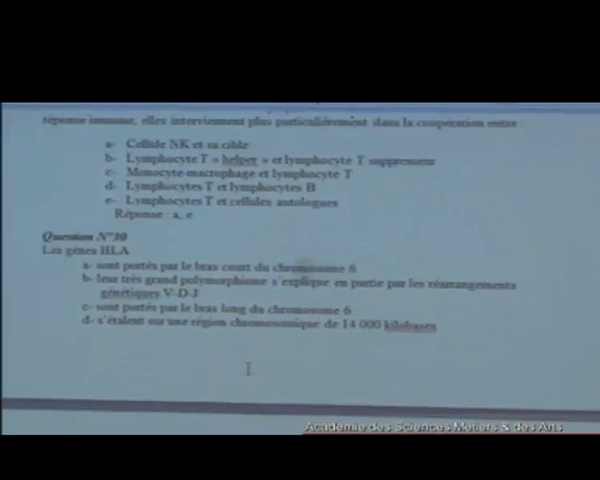 réponse immune, elles interviennent plus particulièrement dans la coopération entre
a- Cellule NK et sa cible
b- Lymphocyte T « helper » et lymphocyte T suppresseur
c- Monocyte-macrophage et lymphocyte T
d- Lymphocytes T et lymphocytes B
e- Lymphocytes T et cellules autologues
Réponse : a, e
Question N°30
Les gènes HLA
a- sont portés par le bras court du chromosome 6
b- leur très grand polymorphisme s'explique en partie par les réarrangements
génétiques V-D-J
c- sont portés par le bras long du chromosome 6
d- s'étalent sur une région chromosomique de 14 000 kilobases
Academie des Sciences Metiers & des Arts